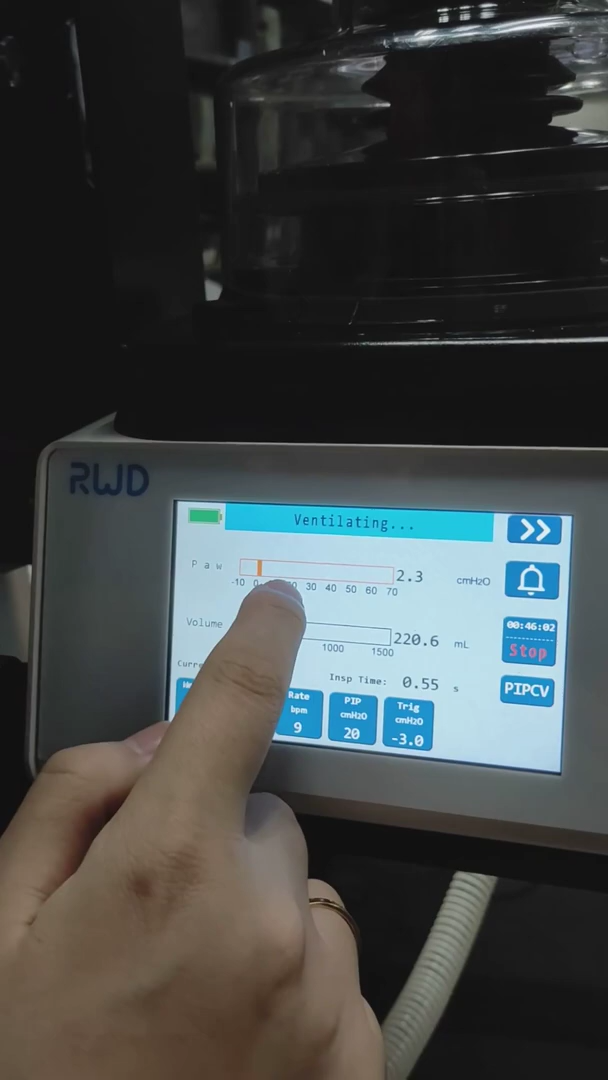 RWD
Ventilating...
Paw
2.3
cmH2O
-10
30 40 50 60 70
00:46:02
Stop
Volume
220.6
mL
1000 1500
Insp Time:
0.55
s
PIPCV
Rate
bpm
9
PIP
cmH2O
20
Trig
cmH2O
-3.0